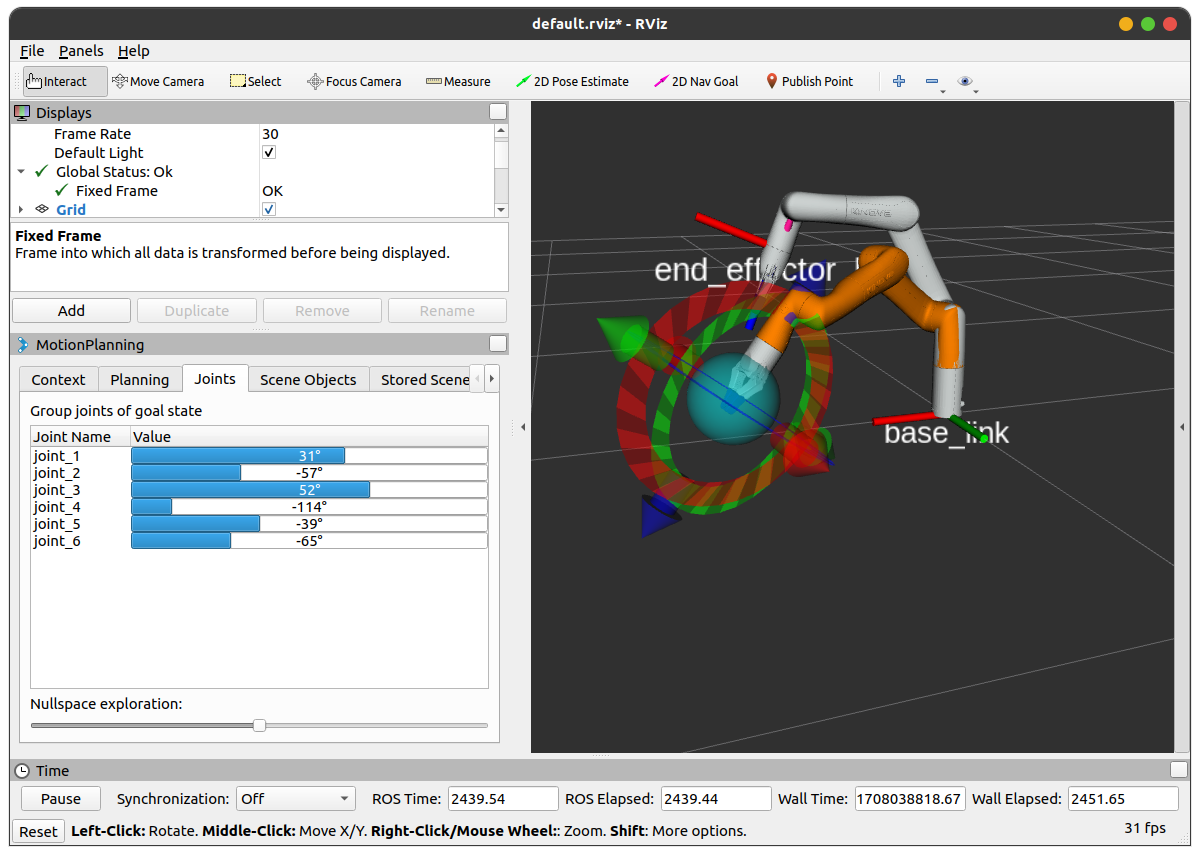 default.rviz* - RViz
File Panels Help
Interact Move Camera Select Focus Camera Measure 2D Pose Estimate 2D Nav Goal Publish Point
Displays
Frame Rate 30
Default Light
Global Status: Ok
Fixed Frame OK
Grid
Fixed Frame
Frame into which all data is transformed before being displayed.
Add Duplicate Remove Rename
MotionPlanning
Context Planning Joints Scene Objects Stored Scene
Group joints of goal state
Joint Name Value
joint_1 31°
joint_2 -57°
joint_3 52°
joint_4 -114°
joint_5 -39°
joint_6 -65°
Nullspace exploration:
end_effector
base_link
Time
Pause Synchronization: Off ROS Time: 2439.54 ROS Elapsed: 2439.44 Wall Time: 1708038818.67 Wall Elapsed: 2451.65
Reset Left-Click: Rotate. Middle-Click: Move X/Y. Right-Click/Mouse Wheel:: Zoom. Shift: More options. 31 fps